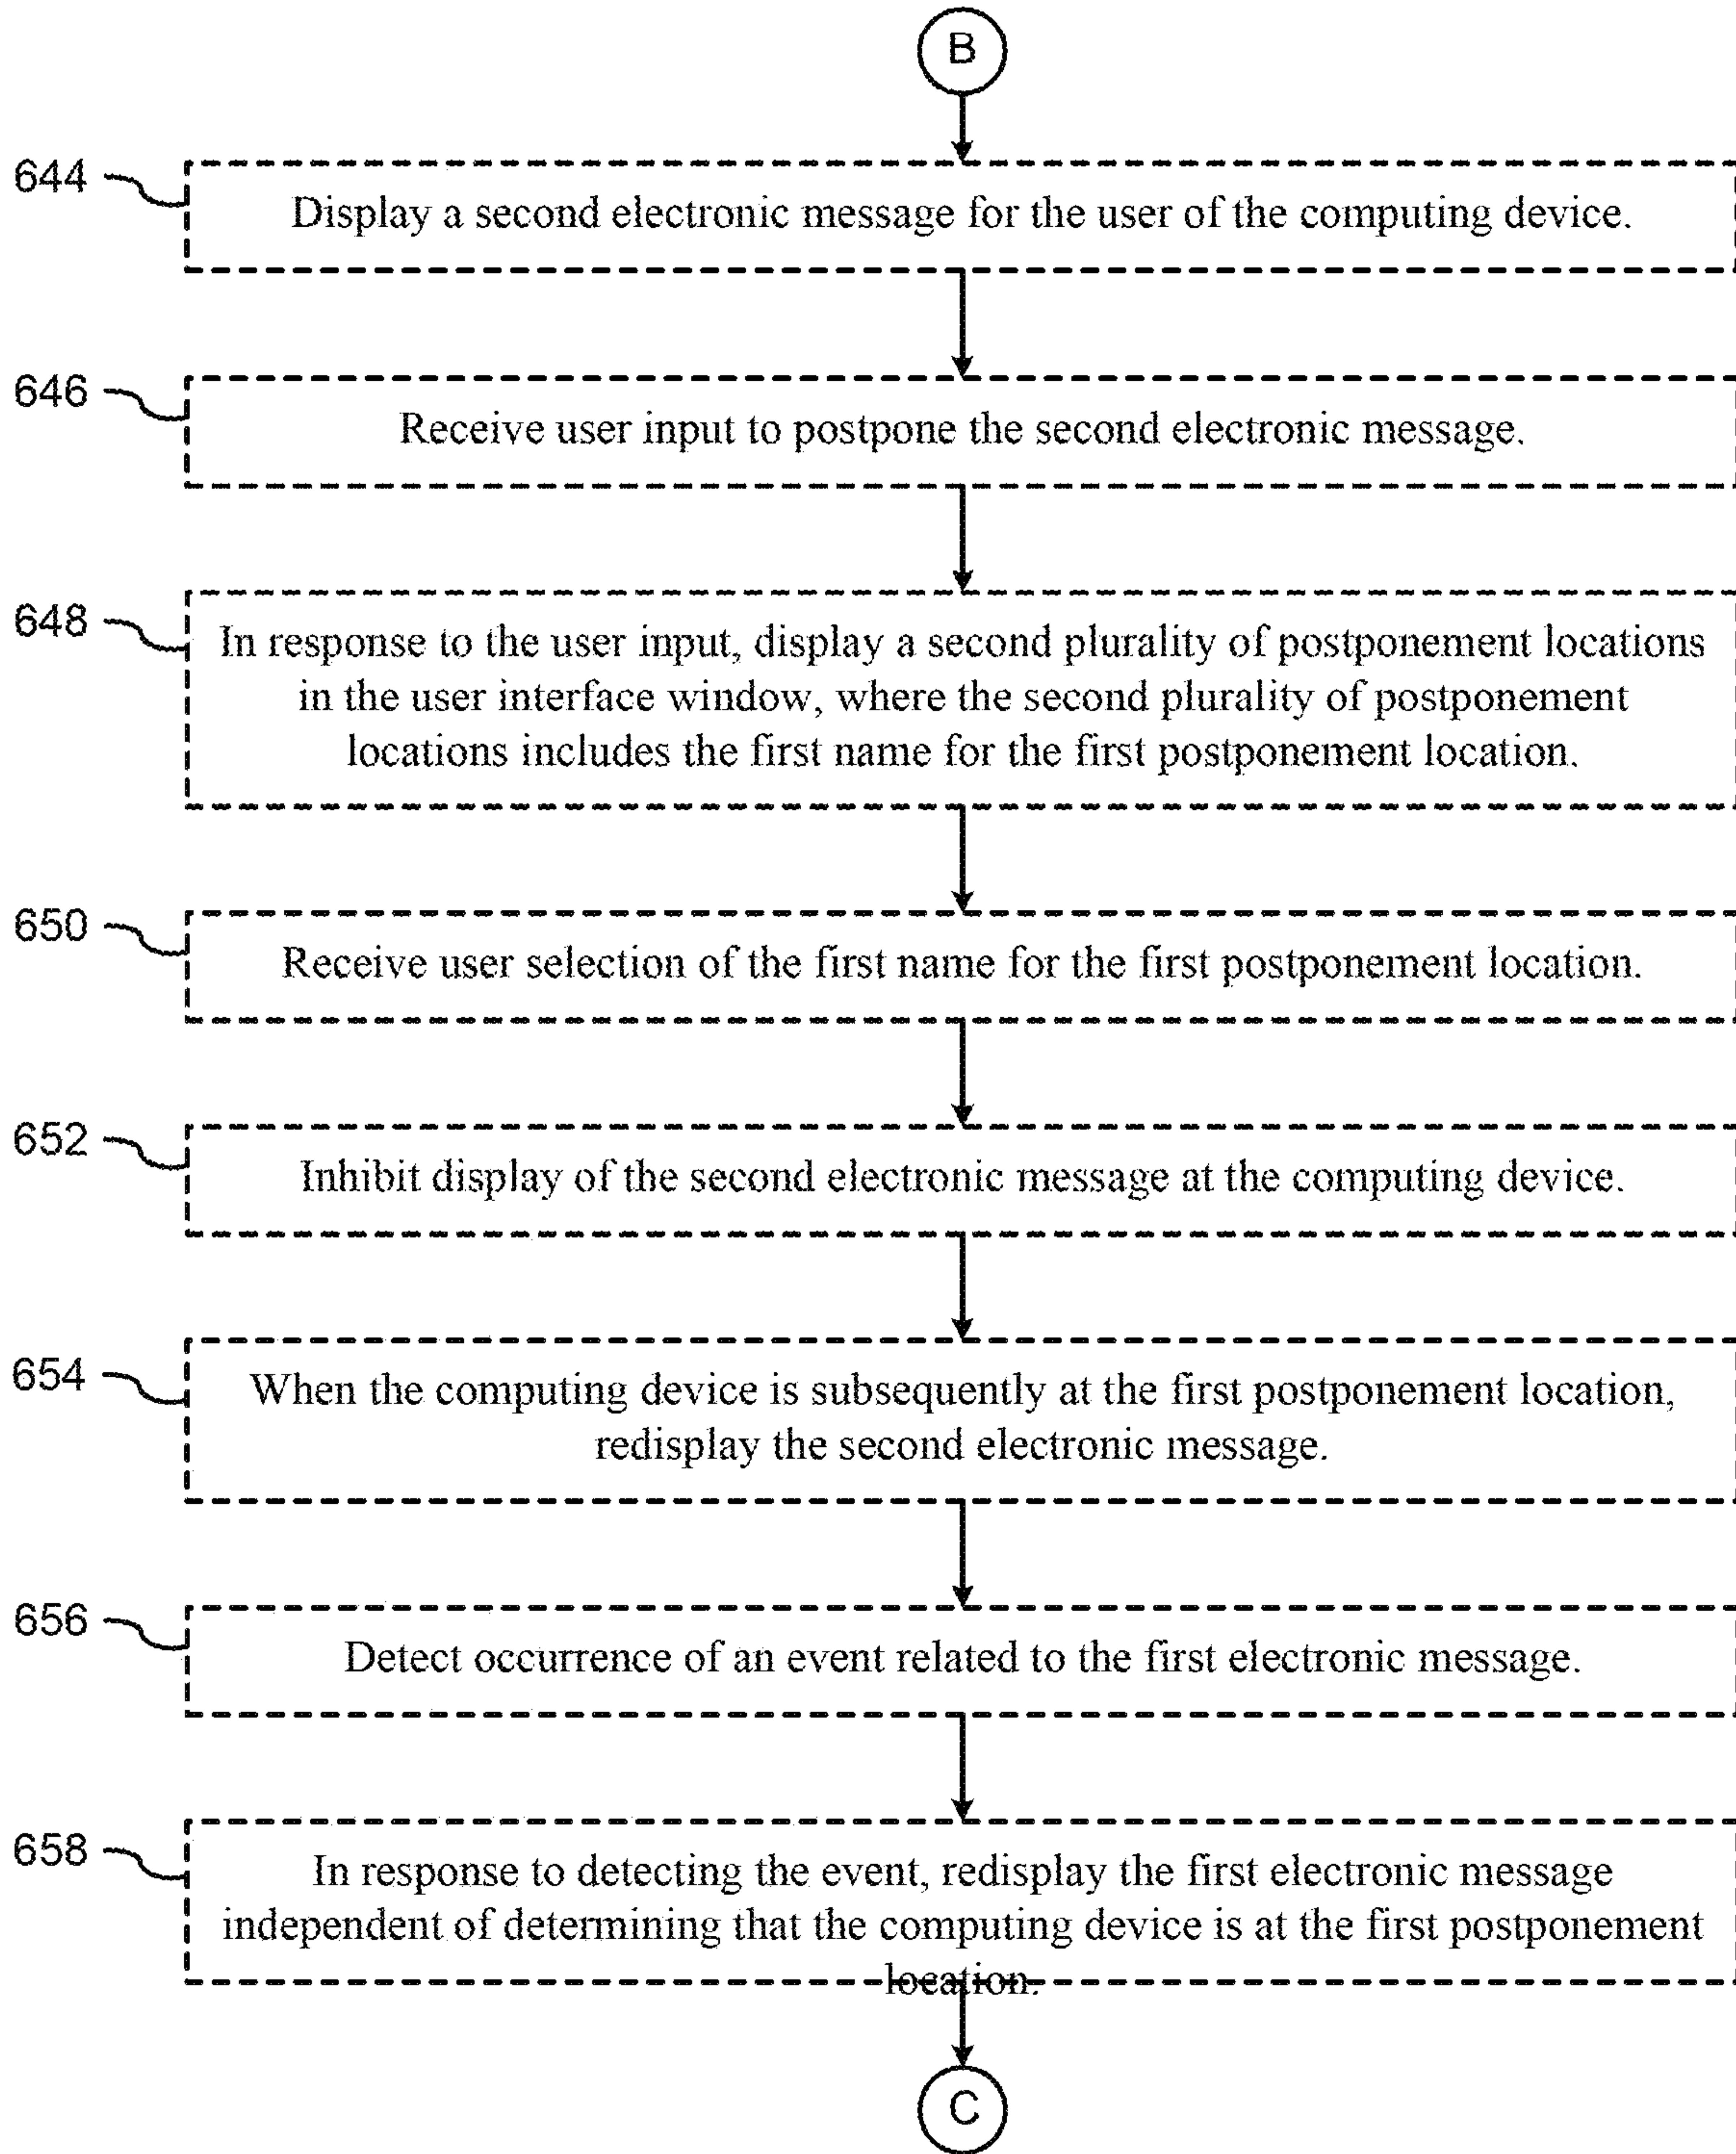 B
644
Display a second electronic message for the user of the computing device.
646
Receive user input to postpone the second electronic message.
648
In response to the user input, display a second plurality of postponement locations
in the user interface window, where the second plurality of postponement
locations includes the first name for the first postponement location.
650
Receive user selection of the first name for the first postponement location.
652
Inhibit display of the second electronic message at the computing device.
654
When the computing device is subsequently at the first postponement location,
redisplay the second electronic message.
656
Detect occurrence of an event related to the first electronic message.
658
In response to detecting the event, redisplay the first electronic message
independent of determining that the computing device is at the first postponement
location.
C